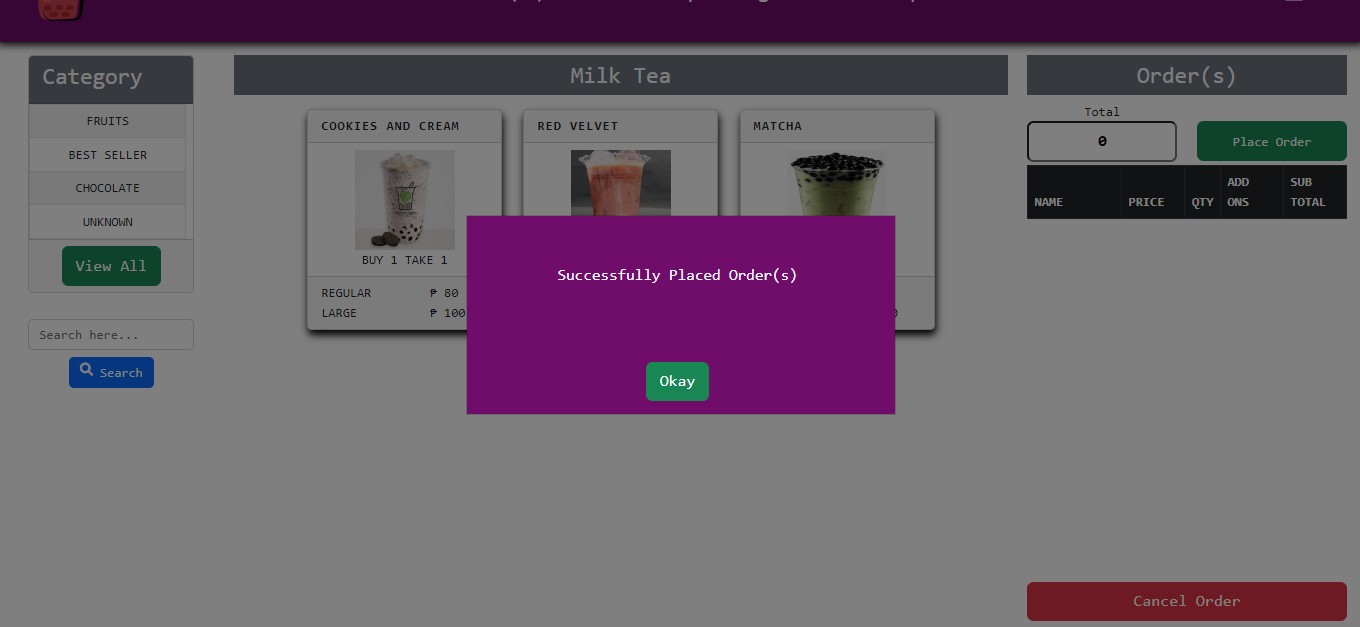 Category
FRUITS
BEST SELLER
CHOCOLATE
UNKNOWN
View All
Search here...
Search
Milk Tea
COOKIES AND CREAM
BUY 1 TAKE 1
REGULAR ₱ 80
LARGE ₱ 100
RED VELVET
MATCHA
Successfully Placed Order(s)
Okay
Order(s)
Total
0
Place Order
NAME PRICE QTY ADD ONS SUB TOTAL
Cancel Order